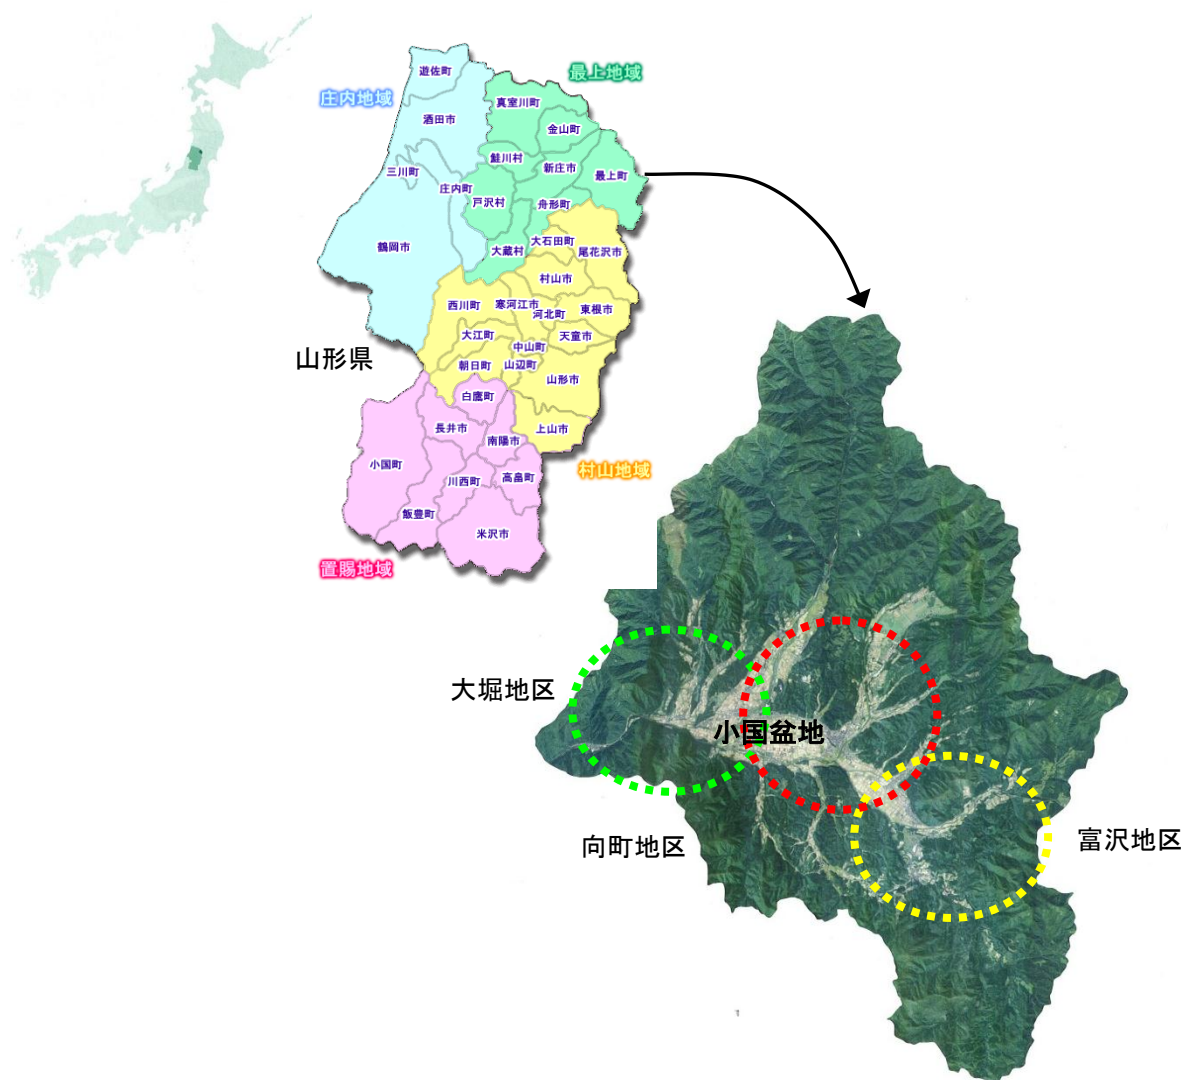 遊佐町
最上地域
庄内地域
真室川町
酒田市
金山町
鮭川村
新庄市
三川町
最上町
庄内町
戸沢村
舟形町
大石田町
鶴岡市
大蔵村
尾花沢市
村山市
西川町
寒河江市
河北町
東根市
大江町
天童市
中山町
山形県
朝日町
山辺町
山形市
白鷹町
長井市
上山市
南陽市
小国町
村山地域
川西町
高畠町
飯豊町
米沢市
置賜地域
大堀地区
小国盆地
向町地区
富沢地区